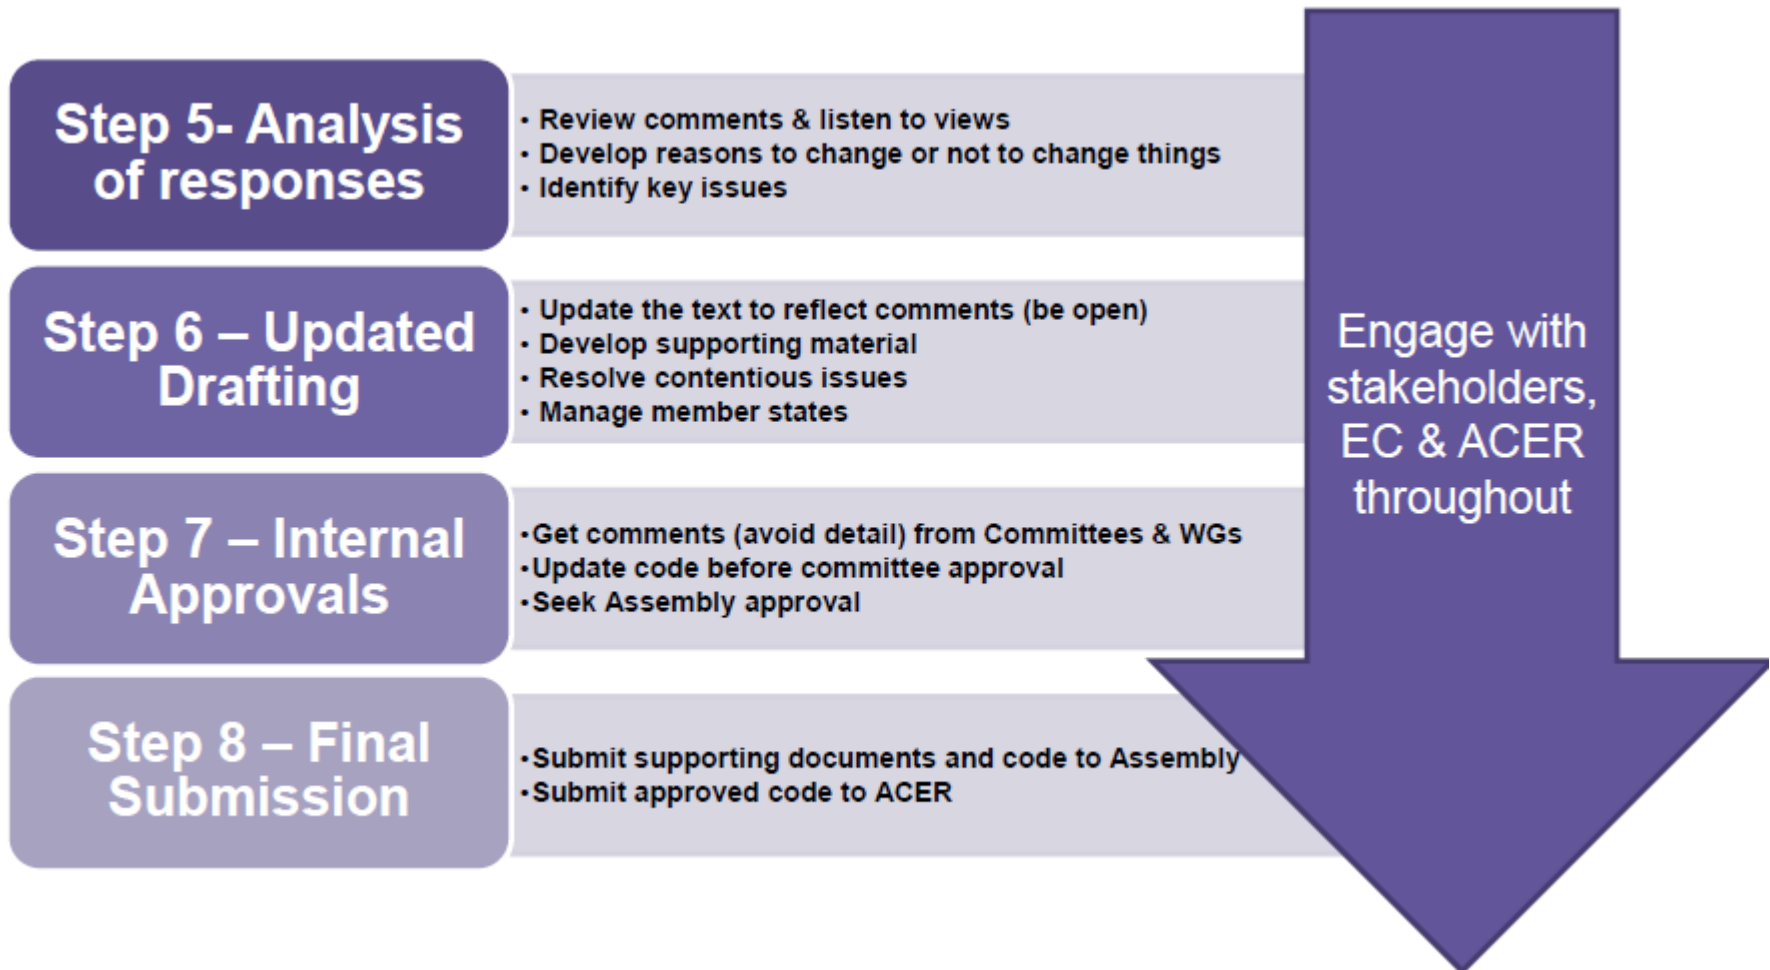 Step 5- Analysis
of responses
• Review comments & listen to views
• Develop reasons to change or not to change things
• Identify key issues
Step 6 – Updated
Drafting
• Update the text to reflect comments (be open)
• Develop supporting material
• Resolve contentious issues
• Manage member states
Step 7 – Internal
Approvals
•Get comments (avoid detail) from Committees & WGs
•Update code before committee approval
•Seek Assembly approval
Step 8 – Final
Submission
•Submit supporting documents and code to Assembly
•Submit approved code to ACER
Engage with
stakeholders,
EC & ACER
throughout